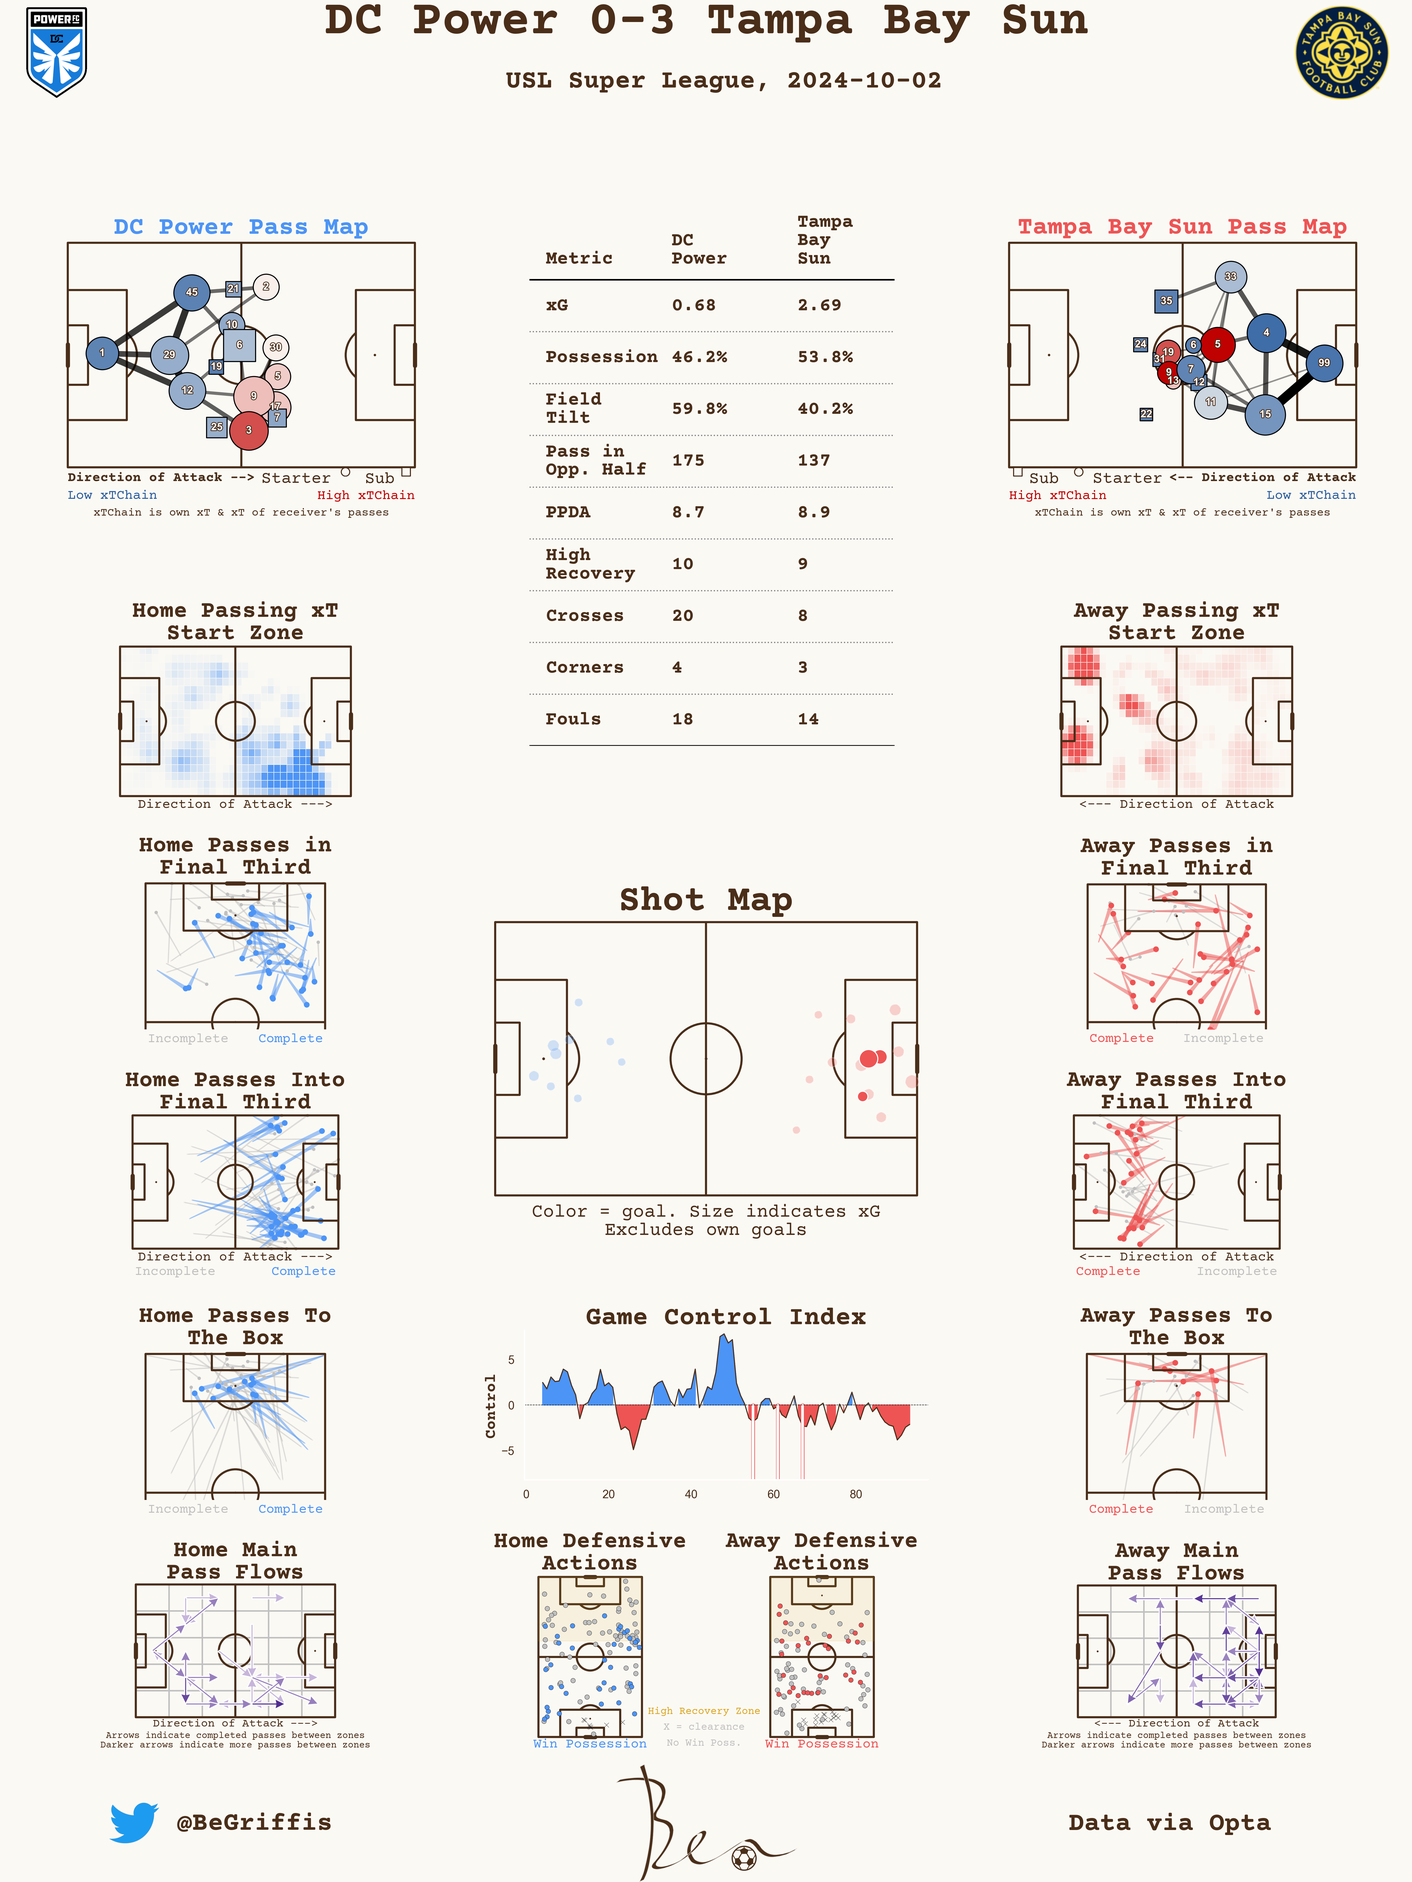 DC Power 0-3 Tampa Bay Sun
USL Super League, 2024-10-02
POWER FC
DC
TAMPA BAY SUN
FOOTBALL CLUB
DC Power Pass Map
45
21
2
10
6
30
1
29
19
5
12
9
17
7
25
3
Direction of Attack --> Starter Sub
Low xTChain
High xTChain
xTChain is own xT & xT of receiver's passes
Metric DC Power Tampa Bay Sun
xG 0.68 2.69
Possession 46.2% 53.8%
Field Tilt 59.8% 40.2%
Pass in Opp. Half 175 137
PPDA 8.7 8.9
High Recovery 10 9
Crosses 20 8
Corners 4 3
Fouls 18 14
Tampa Bay Sun Pass Map
33
35
4
24
6
5
19
31
99
9
7
13
12
11
22
15
Sub Starter <-- Direction of Attack
High xTChain
Low xTChain
xTChain is own xT & xT of receiver's passes
Home Passing xT
Start Zone
Direction of Attack --->
Away Passing xT
Start Zone
<--- Direction of Attack
Home Passes in
Final Third
Incomplete
Complete
Away Passes in
Final Third
Complete
Incomplete
Shot Map
Color = goal. Size indicates xG
Excludes own goals
Home Passes Into
Final Third
Direction of Attack --->
Incomplete
Complete
Away Passes Into
Final Third
<--- Direction of Attack
Complete
Incomplete
Home Passes To
The Box
Incomplete
Complete
Game Control Index
Control
5
0
−5
0
20
40
60
80
Away Passes To
The Box
Complete
Incomplete
Home Main
Pass Flows
Direction of Attack --->
Arrows indicate completed passes between zones
Darker arrows indicate more passes between zones
Home Defensive
Actions
Win Possession
High Recovery Zone
X = clearance
No Win Poss.
Away Defensive
Actions
Win Possession
Away Main
Pass Flows
<--- Direction of Attack
Arrows indicate completed passes between zones
Darker arrows indicate more passes between zones
@BeGriffis
Ben
Data via Opta